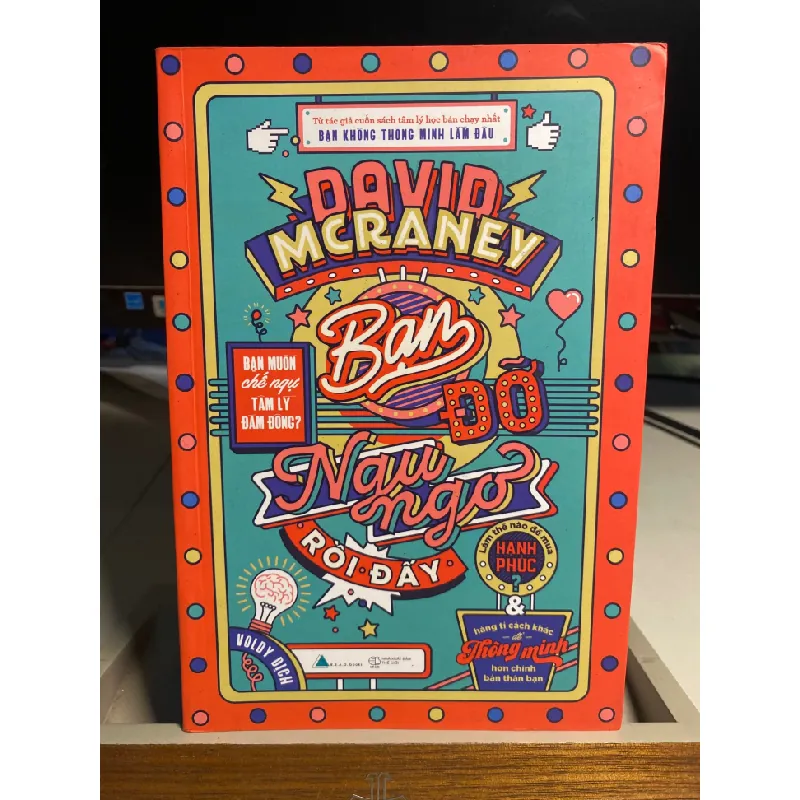 Từ tác giả cuốn sách tâm lý học bán chạy nhất
BẠN KHÔNG THÔNG MINH LẮM ĐÂU
DAVID
MCRANEY
Bạn
ĐỠ
Ngu
ngơ
RỒI ĐẤY
BẠN MUỐN
chế ngự
TÂM LÝ
ĐÁM ĐÔNG?
Làm thế nào để mua
HẠNH
PHÚC
?
&
hàng tỉ cách khác
để
Thông minh
hơn chính
bản thân bạn
VOLDY DỊCH